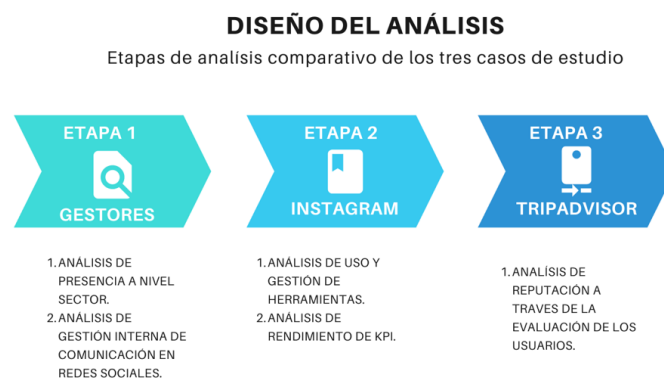 DISEÑO DEL ANÁLISIS
Etapas de analísis comparativo de los tres casos de estudio
ETAPA 1
GESTORES
1. ANÁLISIS DE
PRESENCIA A NIVEL
SECTOR.
2. ANÁLISIS DE
GESTIÓN INTERNA DE
COMUNICACIÓN EN
REDES SOCIALES.
ETAPA 2
INSTAGRAM
1. ANÁLISIS DE USO Y
GESTIÓN DE
HERRAMIENTAS.
2. ANÁLISIS DE
RENDIMIENTO DE KPI.
ETAPA 3
TRIPADVISOR
1. ANALÍSIS DE
REPUTACIÓN A
TRAVES DE LA
EVALUACIÓN DE LOS
USUARIOS.